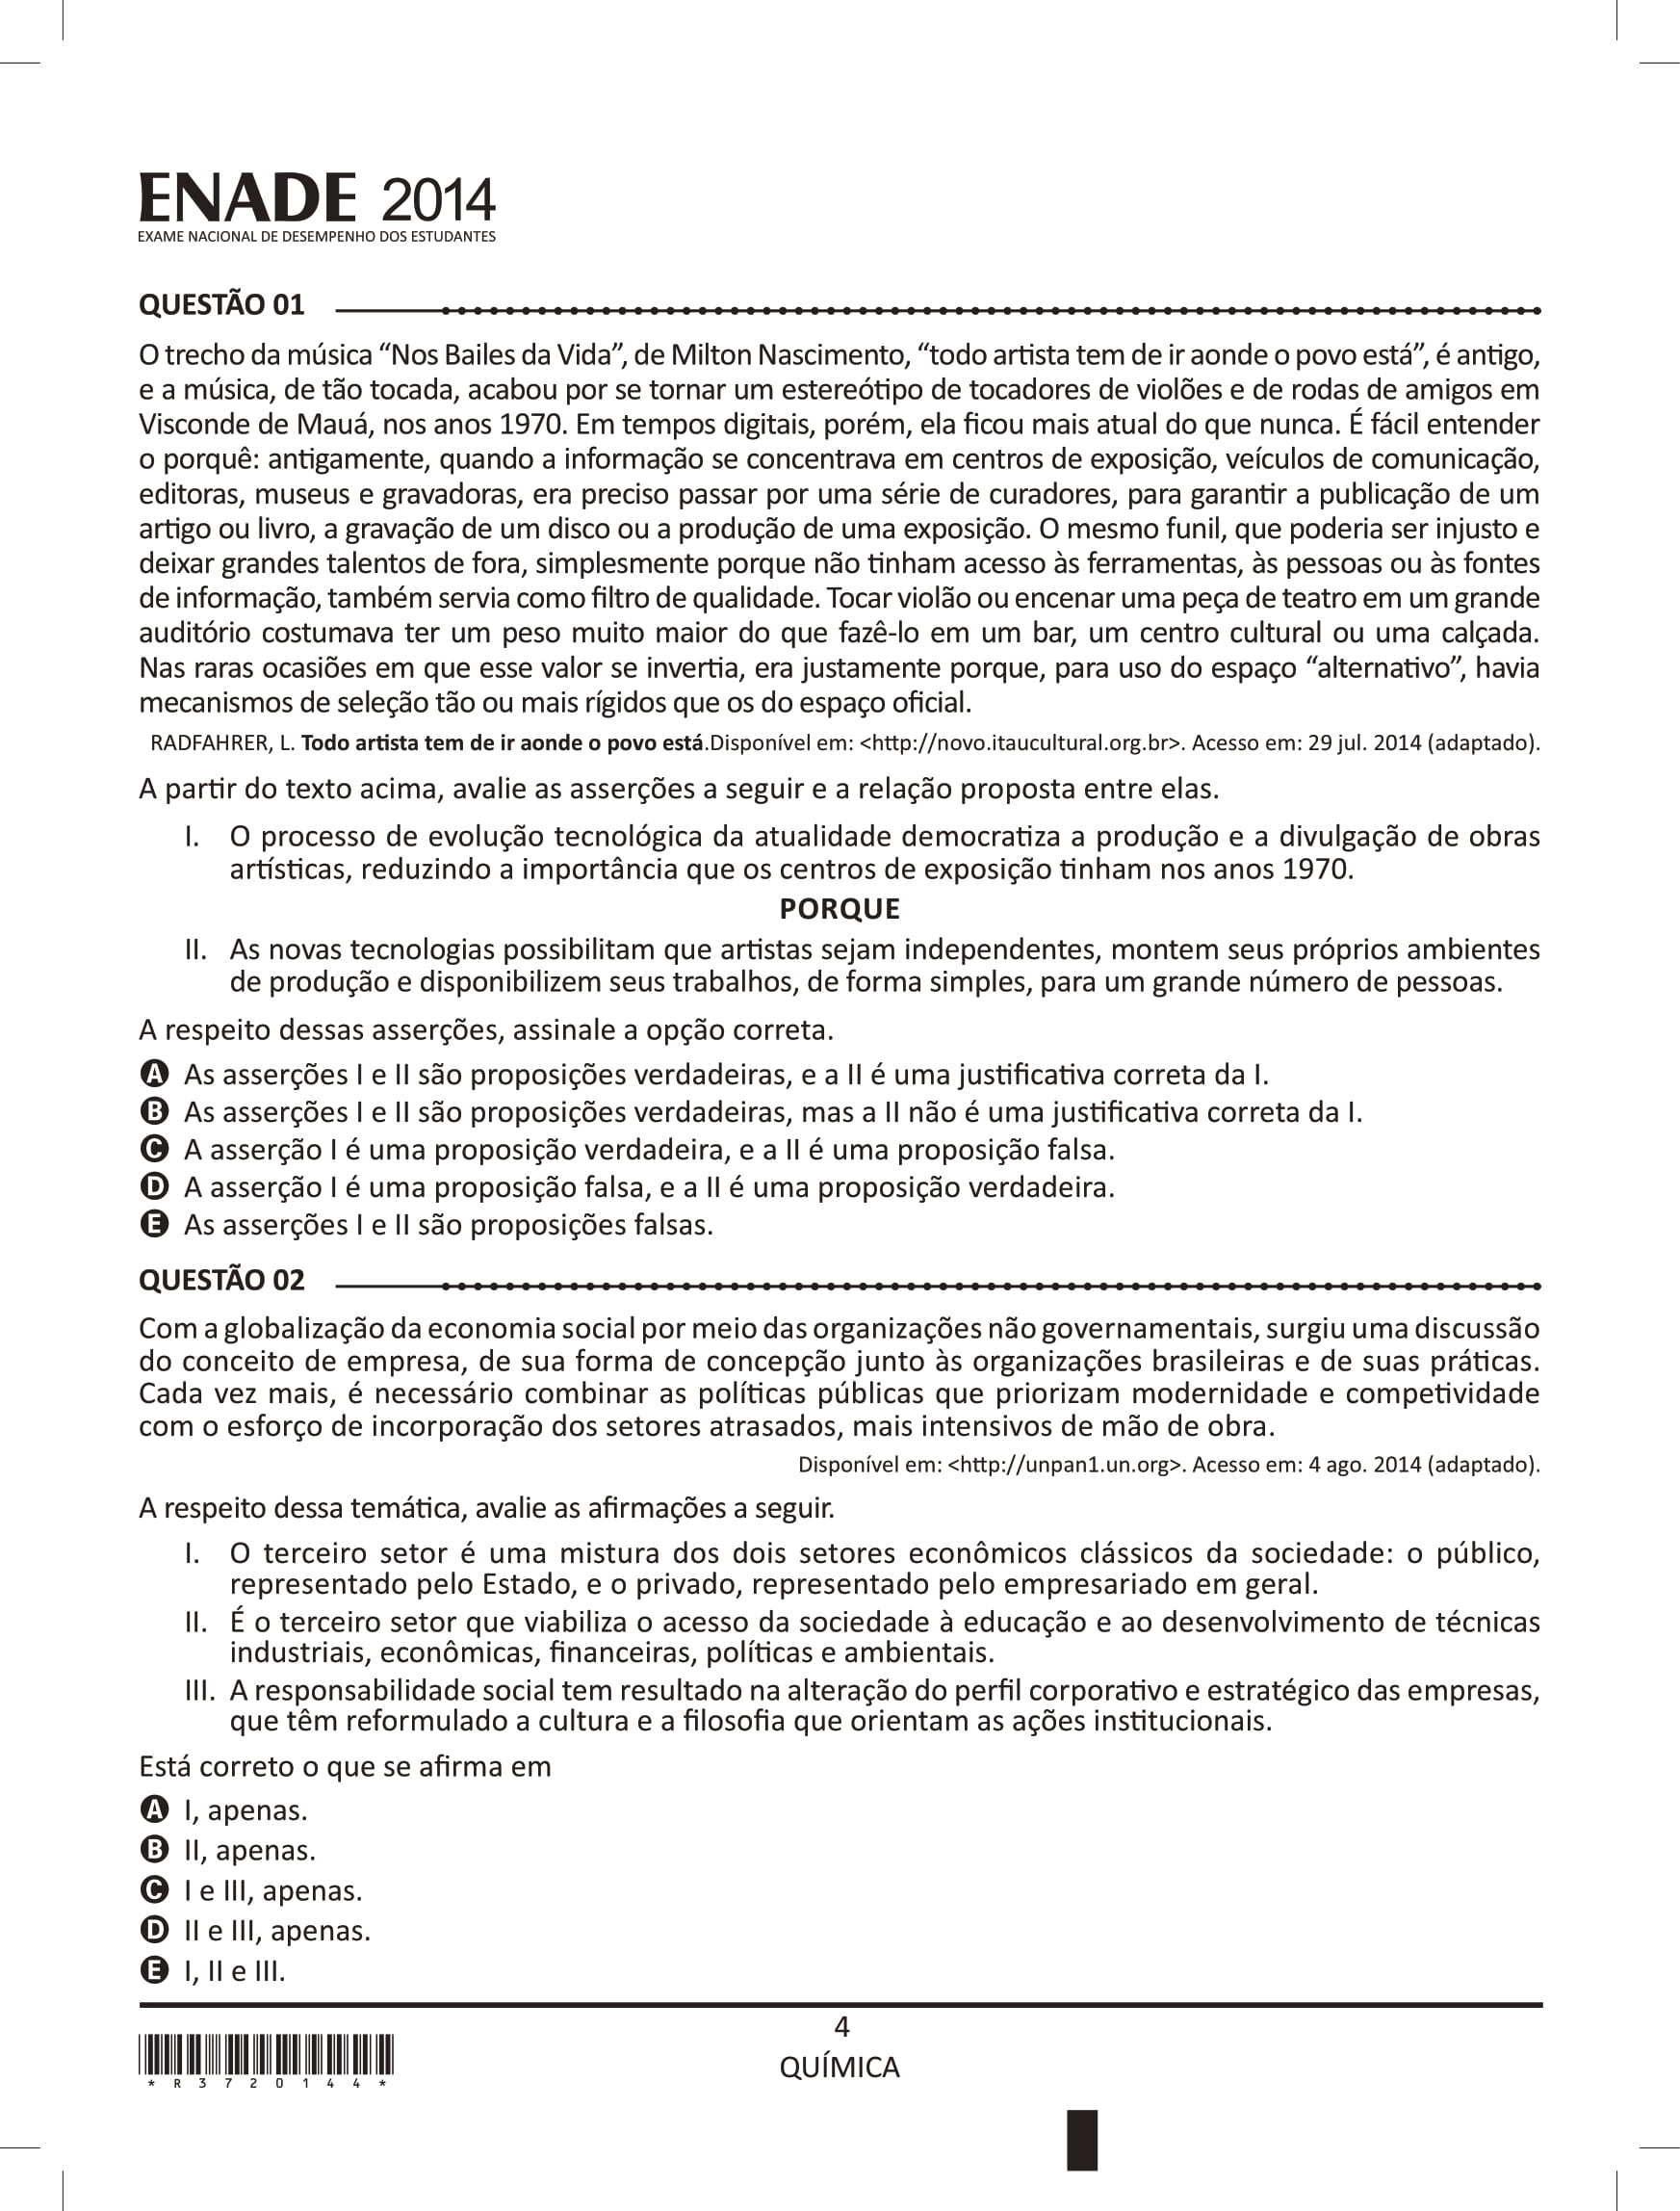 ENADE 2014
EXAME NACIONAL DE DESEMPENHO DOS ESTUDANTES
QUESTÃO 01
O trecho da música “Nos Bailes da Vida”, de Milton Nascimento, “todo artista tem de ir aonde o povo está”, é antigo,
e a música, de tão tocada, acabou por se tornar um estereótipo de tocadores de violões e de rodas de amigos em
Visconde de Mauá, nos anos 1970. Em tempos digitais, porém, ela ficou mais atual do que nunca. É fácil entender
o porquê: antigamente, quando a informação se concentrava em centros de exposição, veículos de comunicação,
editoras, museus e gravadoras, era preciso passar por uma série de curadores, para garantir a publicação de um
artigo ou livro, a gravação de um disco ou a produção de uma exposição. O mesmo funil, que poderia ser injusto e
deixar grandes talentos de fora, simplesmente porque não tinham acesso às ferramentas, às pessoas ou às fontes
de informação, também servia como filtro de qualidade. Tocar violão ou encenar uma peça de teatro em um grande
auditório costumava ter um peso muito maior do que fazê-lo em um bar, um centro cultural ou uma calçada.
Nas raras ocasiões em que esse valor se invertia, era justamente porque, para uso do espaço “alternativo”, havia
mecanismos de seleção tão ou mais rígidos que os do espaço oficial.
RADFAHRER, L. Todo artista tem de ir aonde o povo está.Disponível em: <http://novo.itaucultural.org.br>. Acesso em: 29 jul. 2014 (adaptado).
A partir do texto acima, avalie as asserções a seguir e a relação proposta entre elas.
I. O processo de evolução tecnológica da atualidade democratiza a produção e a divulgação de obras
artísticas, reduzindo a importância que os centros de exposição tinham nos anos 1970.
PORQUE
II. As novas tecnologias possibilitam que artistas sejam independentes, montem seus próprios ambientes
de produção e disponibilizem seus trabalhos, de forma simples, para um grande número de pessoas.
A respeito dessas asserções, assinale a opção correta.
A As asserções I e II são proposições verdadeiras, e a II é uma justificativa correta da I.
B As asserções I e II são proposições verdadeiras, mas a II não é uma justificativa correta da I.
C A asserção I é uma proposição verdadeira, e a II é uma proposição falsa.
D A asserção I é uma proposição falsa, e a II é uma proposição verdadeira.
E As asserções I e II são proposições falsas.
QUESTÃO 02
Com a globalização da economia social por meio das organizações não governamentais, surgiu uma discussão
do conceito de empresa, de sua forma de concepção junto às organizações brasileiras e de suas práticas.
Cada vez mais, é necessário combinar as políticas públicas que priorizam modernidade e competividade
com o esforço de incorporação dos setores atrasados, mais intensivos de mão de obra.
Disponível em: <http://unpan1.un.org>. Acesso em: 4 ago. 2014 (adaptado).
A respeito dessa temática, avalie as afirmações a seguir.
I. O terceiro setor é uma mistura dos dois setores econômicos clássicos da sociedade: o público,
representado pelo Estado, e o privado, representado pelo empresariado em geral.
II. É o terceiro setor que viabiliza o acesso da sociedade à educação e ao desenvolvimento de técnicas
industriais, econômicas, financeiras, políticas e ambientais.
III. A responsabilidade social tem resultado na alteração do perfil corporativo e estratégico das empresas,
que têm reformulado a cultura e a filosofia que orientam as ações institucionais.
Está correto o que se afirma em
A I, apenas.
B II, apenas.
C I e III, apenas.
D II e III, apenas.
E I, II e III.
4
QUÍMICA
*R3720144*